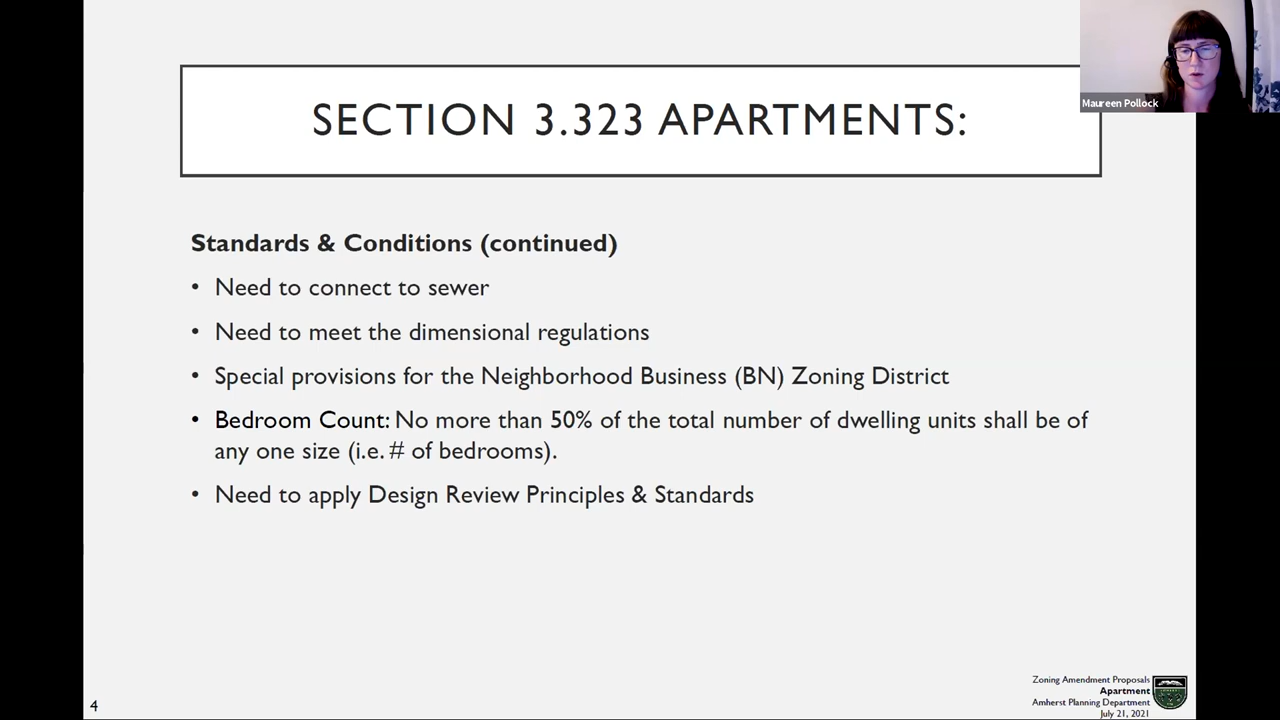 Maureen Pollock
SECTION 3.323 APARTMENTS:
Standards & Conditions (continued)
• Need to connect to sewer
• Need to meet the dimensional regulations
• Special provisions for the Neighborhood Business (BN) Zoning District
• Bedroom Count: No more than 50% of the total number of dwelling units shall be of
any one size (i.e. # of bedrooms).
• Need to apply Design Review Principles & Standards
Zoning Amendment Proposals
Apartment
Amherst Planning Department
July 21, 2021
4